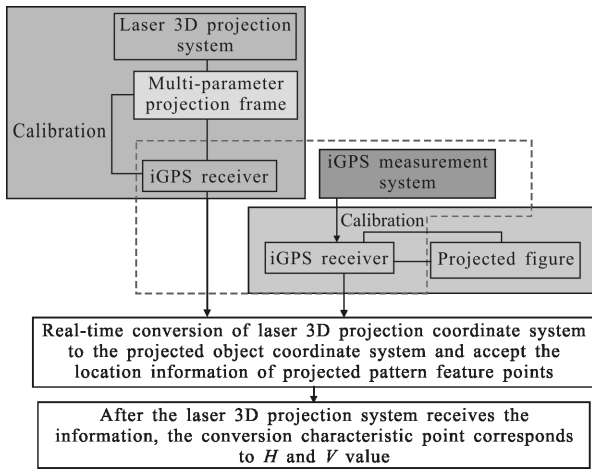 Laser 3D projection
system
Multi-parameter
projection frame
Calibration
iGPS receiver
iGPS measurement
system
Calibration
iGPS receiver
Projected figure
Real-time conversion of laser 3D projection coordinate system
to the projected object coordinate system and accept the
location information of projected pattern feature points
After the laser 3D projection system receives the
information, the conversion characteristic point corresponds
to H and V value